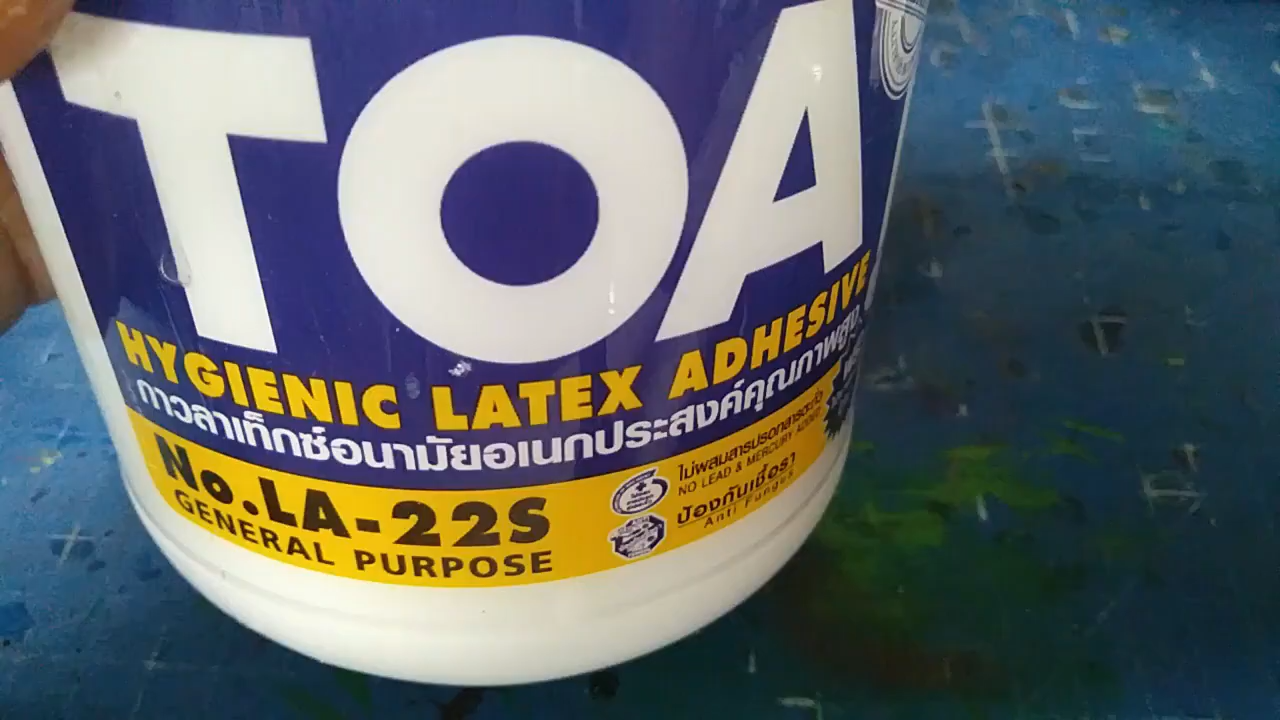 TOA
HYGIENIC LATEX ADHESIVE
กาวลาเท็กซ์อนามัยอเนกประสงค์คุณภาพสูง
No.LA-22S
GENERAL PURPOSE
ไม่ผสมสารปรอทสารตะกั่ว
NO LEAD & MERCURY ADDED
ป้องกันเชื้อรา
Anti Fungus